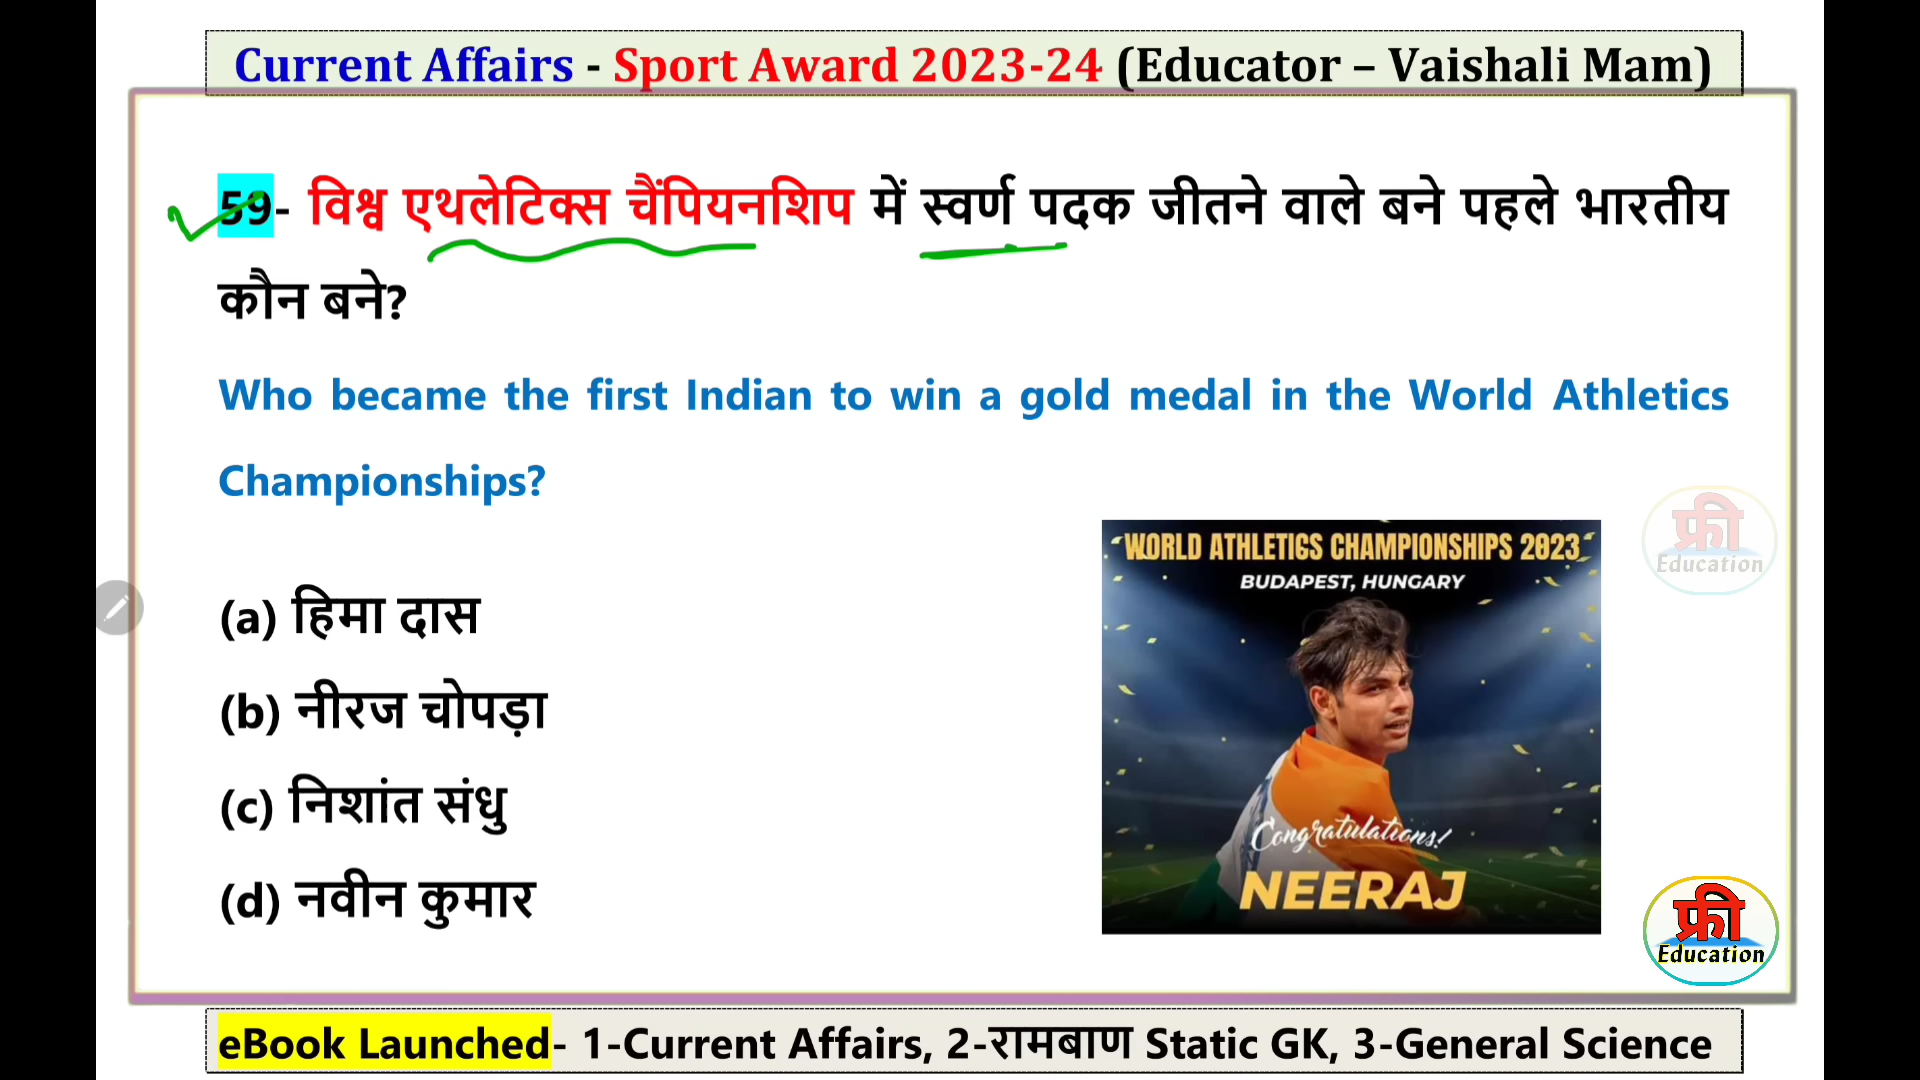 Current Affairs - Sport Award 2023-24 (Educator – Vaishali Mam)
59- विश्व एथलेटिक्स चैंपियनशिप में स्वर्ण पदक जीतने वाले बने पहले भारतीय
कौन बने?
Who became the first Indian to win a gold medal in the World Athletics
Championships?
(a) हिमा दास
(b) नीरज चोपड़ा
(c) निशांत संधु
(d) नवीन कुमार
WORLD ATHLETICS CHAMPIONSHIPS 2023
BUDAPEST, HUNGARY
Congratulations!
NEERAJ
फ्री
Education
फ्री
Education
eBook Launched- 1-Current Affairs, 2-रामबाण Static GK, 3-General Science